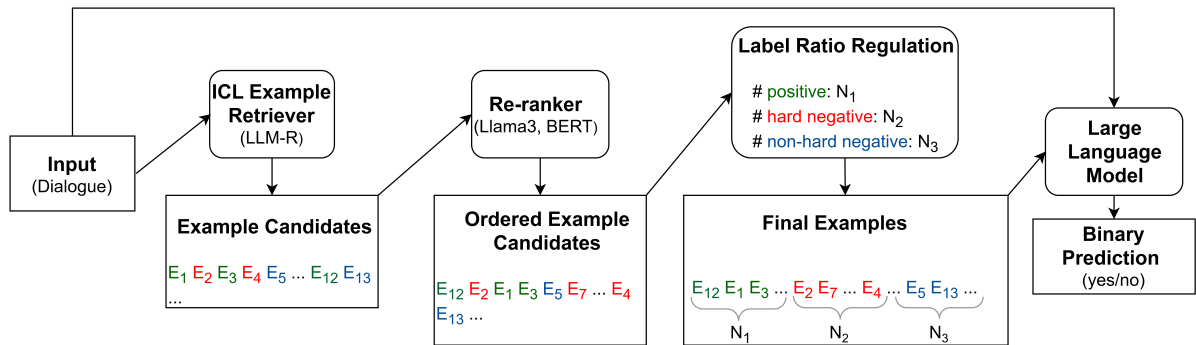 Input
(Dialogue)
ICL Example
Retriever
(LLM-R)
Example Candidates
E1 E2 E3 E4 E5 ... E12 E13
...
Re-ranker
(Llama3, BERT)
Ordered Example
Candidates
E12 E2 E1 E3 E5 E7 ... E4
E13 ...
Label Ratio Regulation
# positive: N1
# hard negative: N2
# non-hard negative: N3
Final Examples
E12 E1 E3 ... E2 E7 ... E4 ... E5 E13 ...
N1 N2 N3
Large
Language
Model
Binary
Prediction
(yes/no)